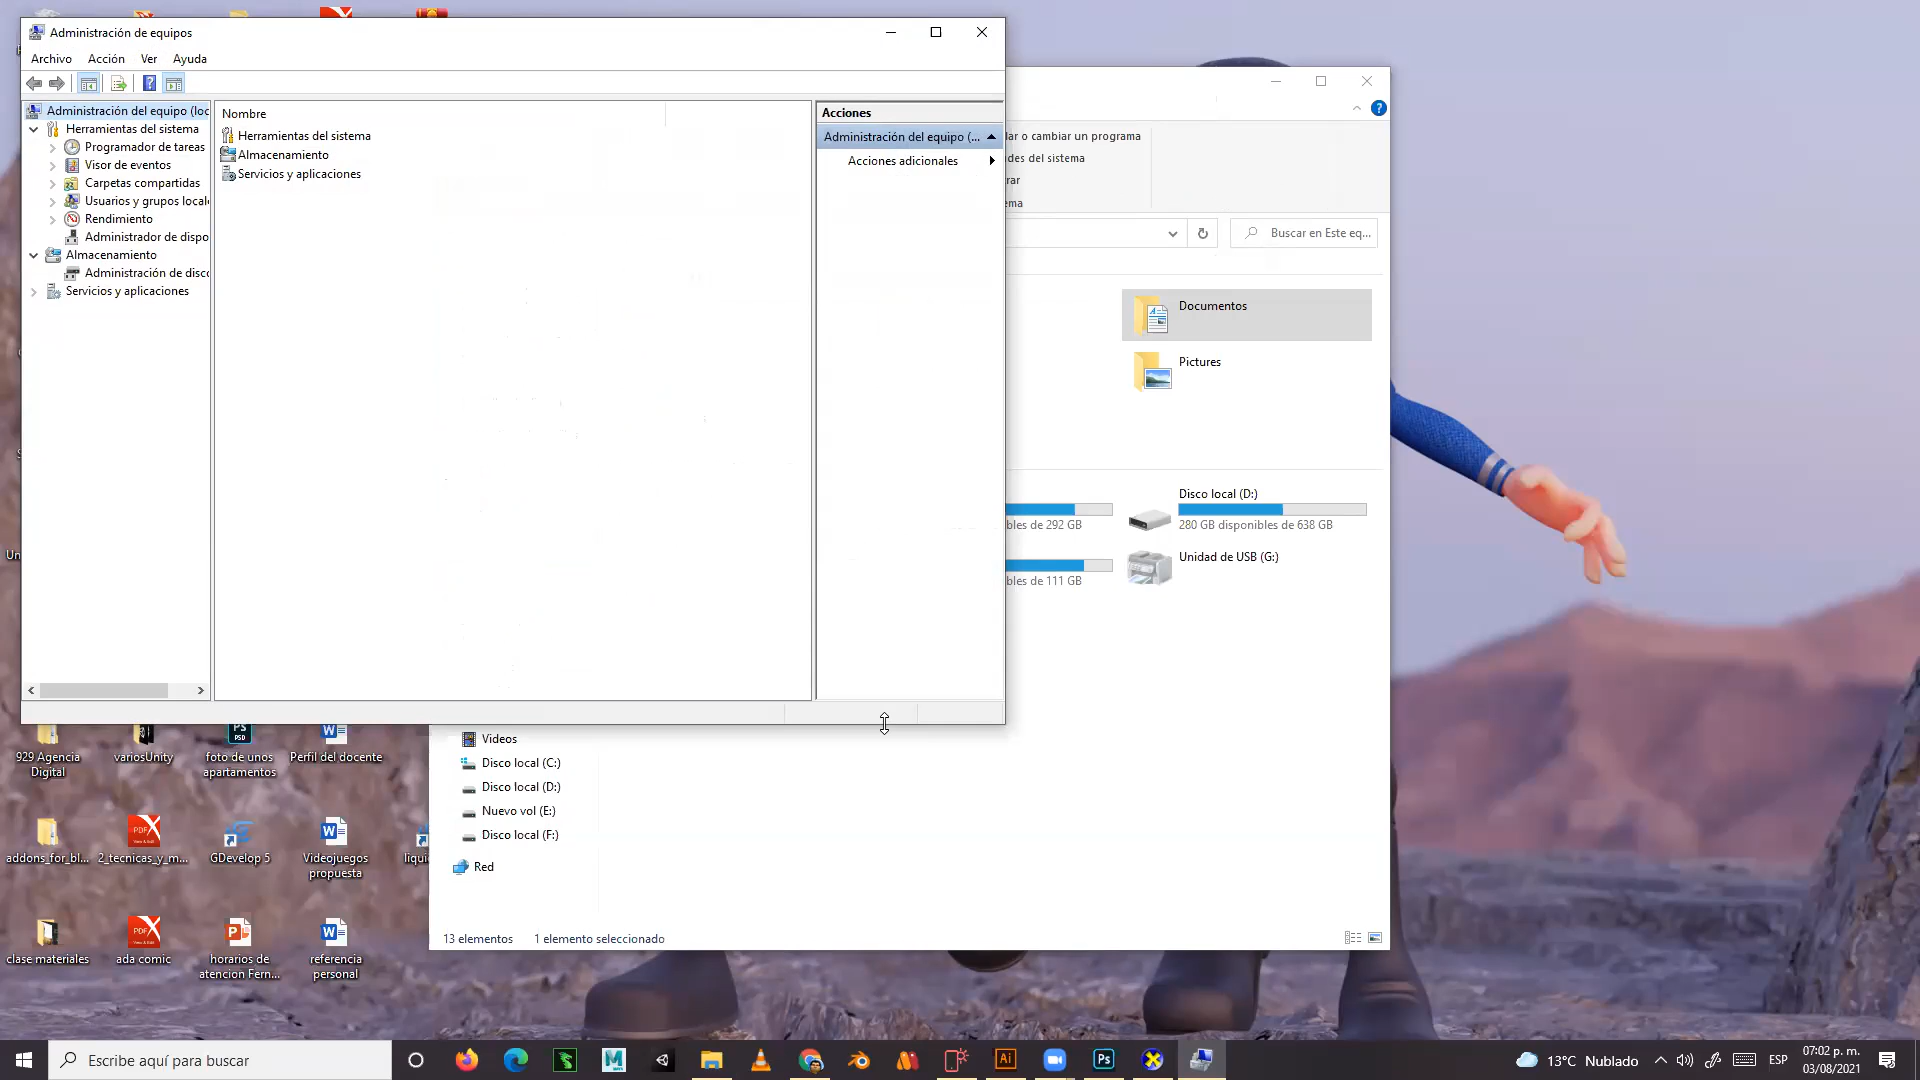 Administración de equipos
Archivo Acción Ver Ayuda
Administración del equipo (loc
Herramientas del sistema
Programador de tareas
Visor de eventos
Carpetas compartidas
Usuarios y grupos local
Rendimiento
Administrador de dispo
Almacenamiento
Administración de disco
Servicios y aplicaciones
Nombre
Herramientas del sistema
Almacenamiento
Servicios y aplicaciones
Acciones
Administración del equipo (...
Acciones adicionales
lar o cambiar un programa
des del sistema
rar
ema
Buscar en Este eq...
Documentos
Pictures
Disco local (D:)
280 GB disponibles de 638 GB
bles de 292 GB
Unidad de USB (G:)
bles de 111 GB
Videos
Disco local (C:)
Disco local (D:)
Nuevo vol (E:)
Disco local (F:)
Red
13 elementos 1 elemento seleccionado
929 Agencia
Digital
variosUnity
foto de unos
apartamentos
Perfil del docente
addons_for_bl...
2_tecnicas_y_m...
GDevelop 5
Videojuegos
propuesta
liqui
clase materiales
ada comic
horarios de
atencion Fern...
referencia
personal
Un
Escribe aquí para buscar
13°C Nublado
ESP
07:02 p. m.
03/08/2021